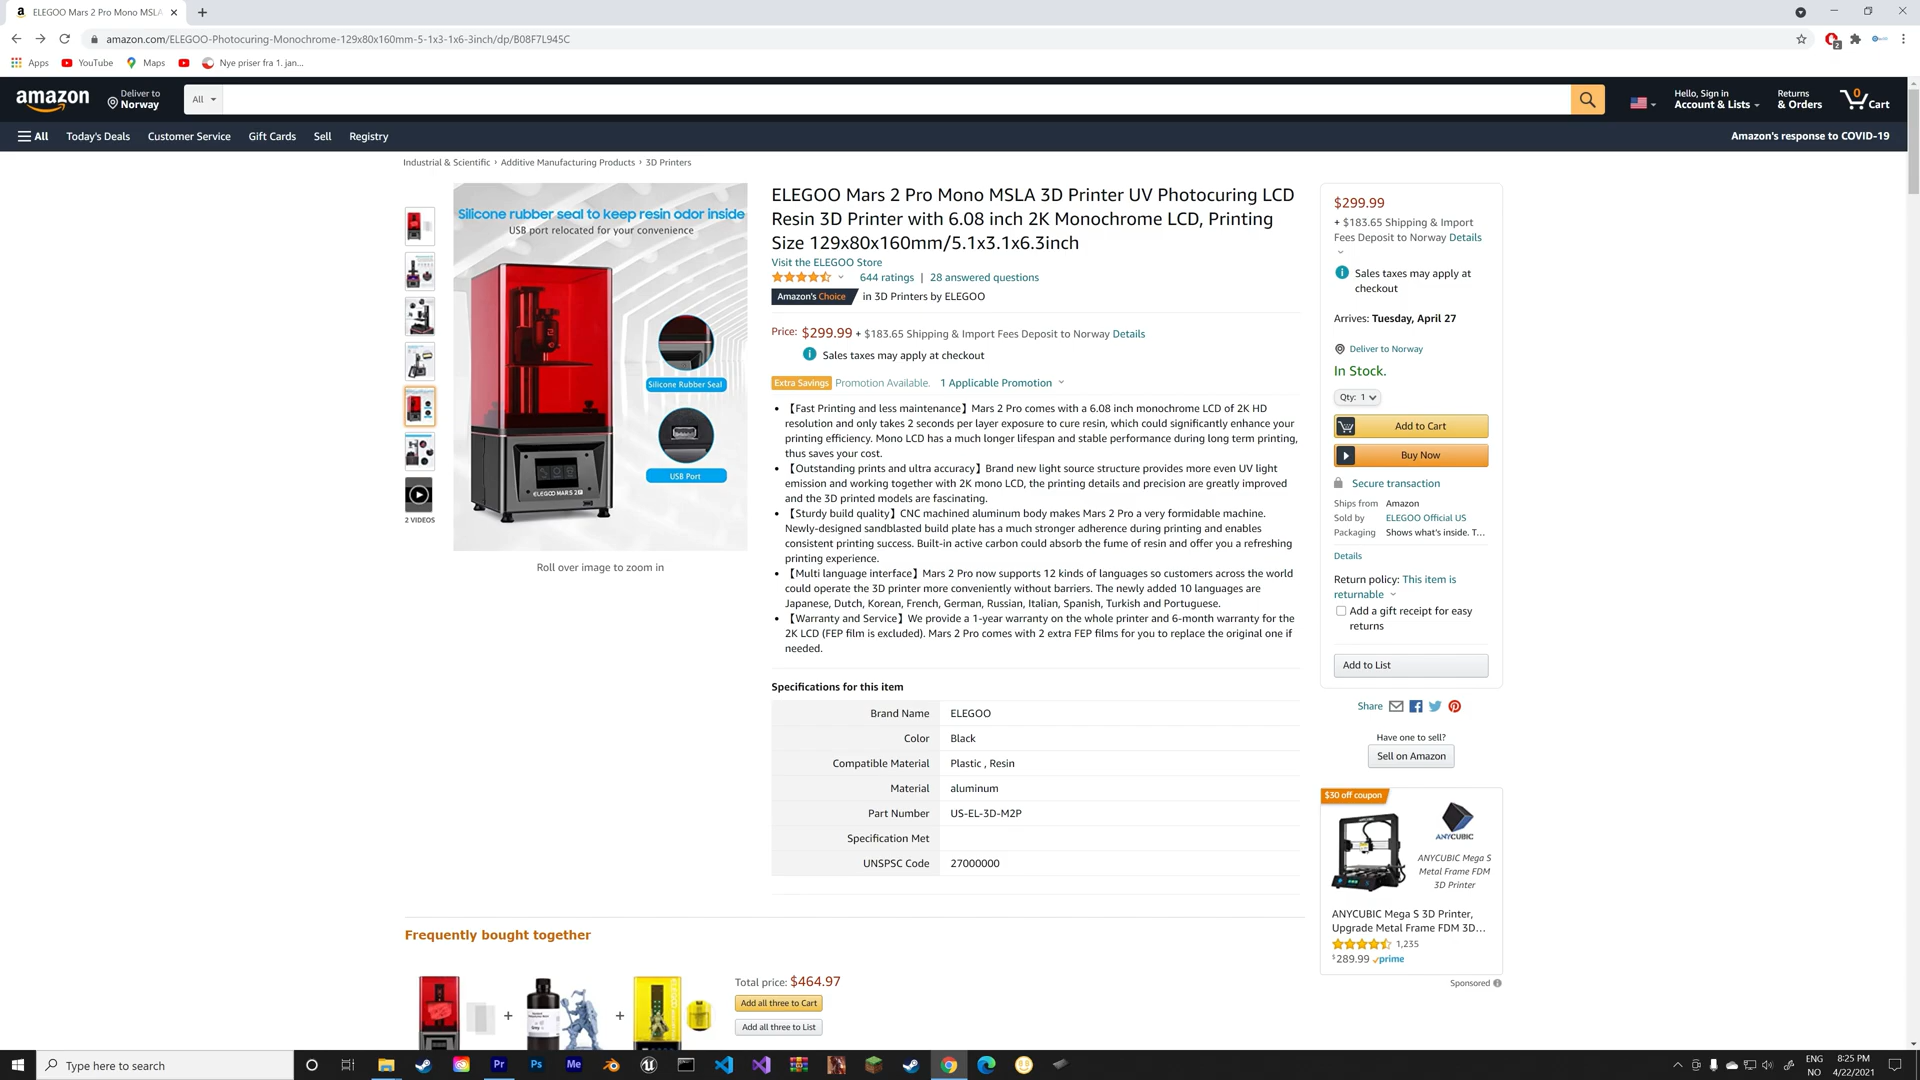 ELEGOO Mars 2 Pro Mono MSLA
amazon.com/ELEGOO-Photocuring-Monochrome-129x80x160mm-5-1x3-1x6-3inch/dp/B08F7L945C
2
Apps
YouTube
Maps
Nye priser fra 1. jan...
amazon
Deliver to
Norway
All
Hello, Sign in
Account & Lists
Returns
& Orders
0
Cart
All
Today's Deals
Customer Service
Gift Cards
Sell
Registry
Amazon's response to COVID-19
Industrial & Scientific › Additive Manufacturing Products › 3D Printers
Silicone rubber seal to keep resin odor inside
USB port relocated for your convenience
Silicone Rubber Seal
USB Port
ELEGOO MARS 2P
2 VIDEOS
Roll over image to zoom in
ELEGOO Mars 2 Pro Mono MSLA 3D Printer UV Photocuring LCD
Resin 3D Printer with 6.08 inch 2K Monochrome LCD, Printing
Size 129x80x160mm/5.1x3.1x6.3inch
Visit the ELEGOO Store
644 ratings | 28 answered questions
Amazon's Choice in 3D Printers by ELEGOO
Price: $299.99 + $183.65 Shipping & Import Fees Deposit to Norway Details
Sales taxes may apply at checkout
Extra Savings Promotion Available. 1 Applicable Promotion
• 【Fast Printing and less maintenance】Mars 2 Pro comes with a 6.08 inch monochrome LCD of 2K HD
resolution and only takes 2 seconds per layer exposure to cure resin, which could significantly enhance your
printing efficiency. Mono LCD has a much longer lifespan and stable performance during long term printing,
thus saves your cost.
• 【Outstanding prints and ultra accuracy】Brand new light source structure provides more even UV light
emission and working together with 2K mono LCD, the printing details and precision are greatly improved
and the 3D printed models are fascinating.
• 【Sturdy build quality】CNC machined aluminum body makes Mars 2 Pro a very formidable machine.
Newly-designed sandblasted build plate has a much stronger adherence during printing and enables
consistent printing success. Built-in active carbon could absorb the fume of resin and offer you a refreshing
printing experience.
• 【Multi language interface】Mars 2 Pro now supports 12 kinds of languages so customers across the world
could operate the 3D printer more conveniently without barriers. The newly added 10 languages are
Japanese, Dutch, Korean, French, German, Russian, Italian, Spanish, Turkish and Portuguese.
• 【Warranty and Service】We provide a 1-year warranty on the whole printer and 6-month warranty for the
2K LCD (FEP film is excluded). Mars 2 Pro comes with 2 extra FEP films for you to replace the original one if
needed.
Specifications for this item
Brand Name ELEGOO
Color Black
Compatible Material Plastic , Resin
Material aluminum
Part Number US-EL-3D-M2P
Specification Met
UNSPSC Code 27000000
$299.99
+ $183.65 Shipping & Import
Fees Deposit to Norway Details
Sales taxes may apply at
checkout
Arrives: Tuesday, April 27
Deliver to Norway
In Stock.
Qty: 1
Add to Cart
Buy Now
Secure transaction
Ships from Amazon
Sold by ELEGOO Official US
Packaging Shows what's inside. T...
Details
Return policy: This item is
returnable
Add a gift receipt for easy
returns
Add to List
Share
Have one to sell?
Sell on Amazon
$30 off coupon
ANYCUBIC
ANYCUBIC Mega S
Metal Frame FDM
3D Printer
ANYCUBIC Mega S 3D Printer,
Upgrade Metal Frame FDM 3D...
1,235
$289.99 prime
Sponsored
Frequently bought together
+
+
Total price: $464.97
Add all three to Cart
Add all three to List
Type here to search
Pr
Ps
Me
ENG
NO
8:25 PM
4/22/2021